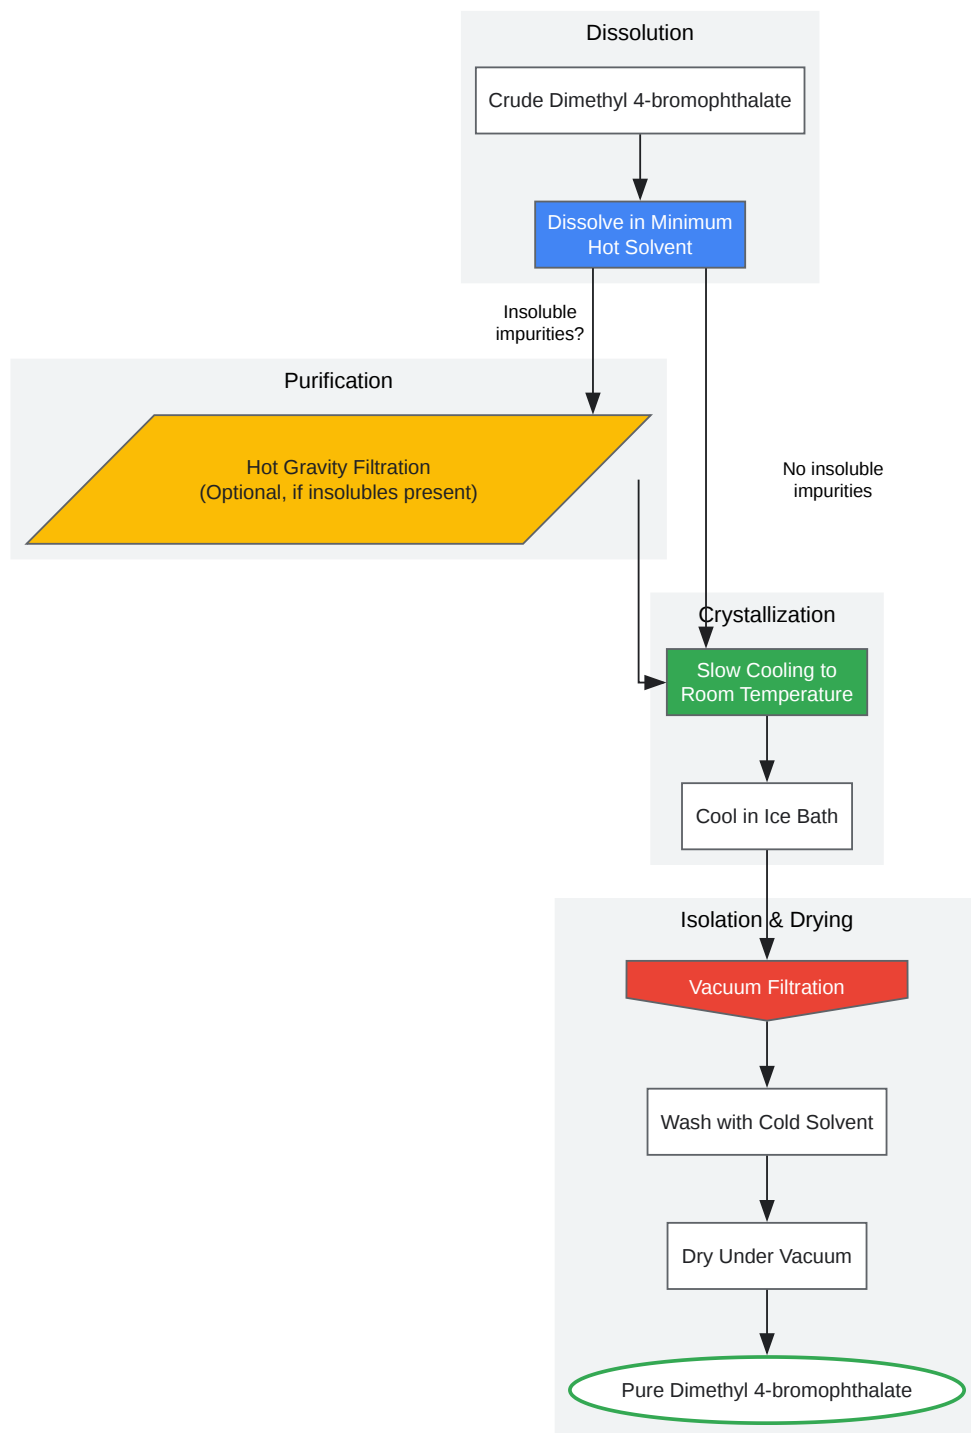 Dissolution
Crude Dimethyl 4-bromophthalate
Dissolve in Minimum
Hot Solvent
Insoluble
impurities?
Purification
Hot Gravity Filtration
(Optional, if insolubles present)
No insoluble
impurities
Crystallization
Slow Cooling to
Room Temperature
Cool in Ice Bath
Isolation & Drying
Vacuum Filtration
Wash with Cold Solvent
Dry Under Vacuum
Pure Dimethyl 4-bromophthalate